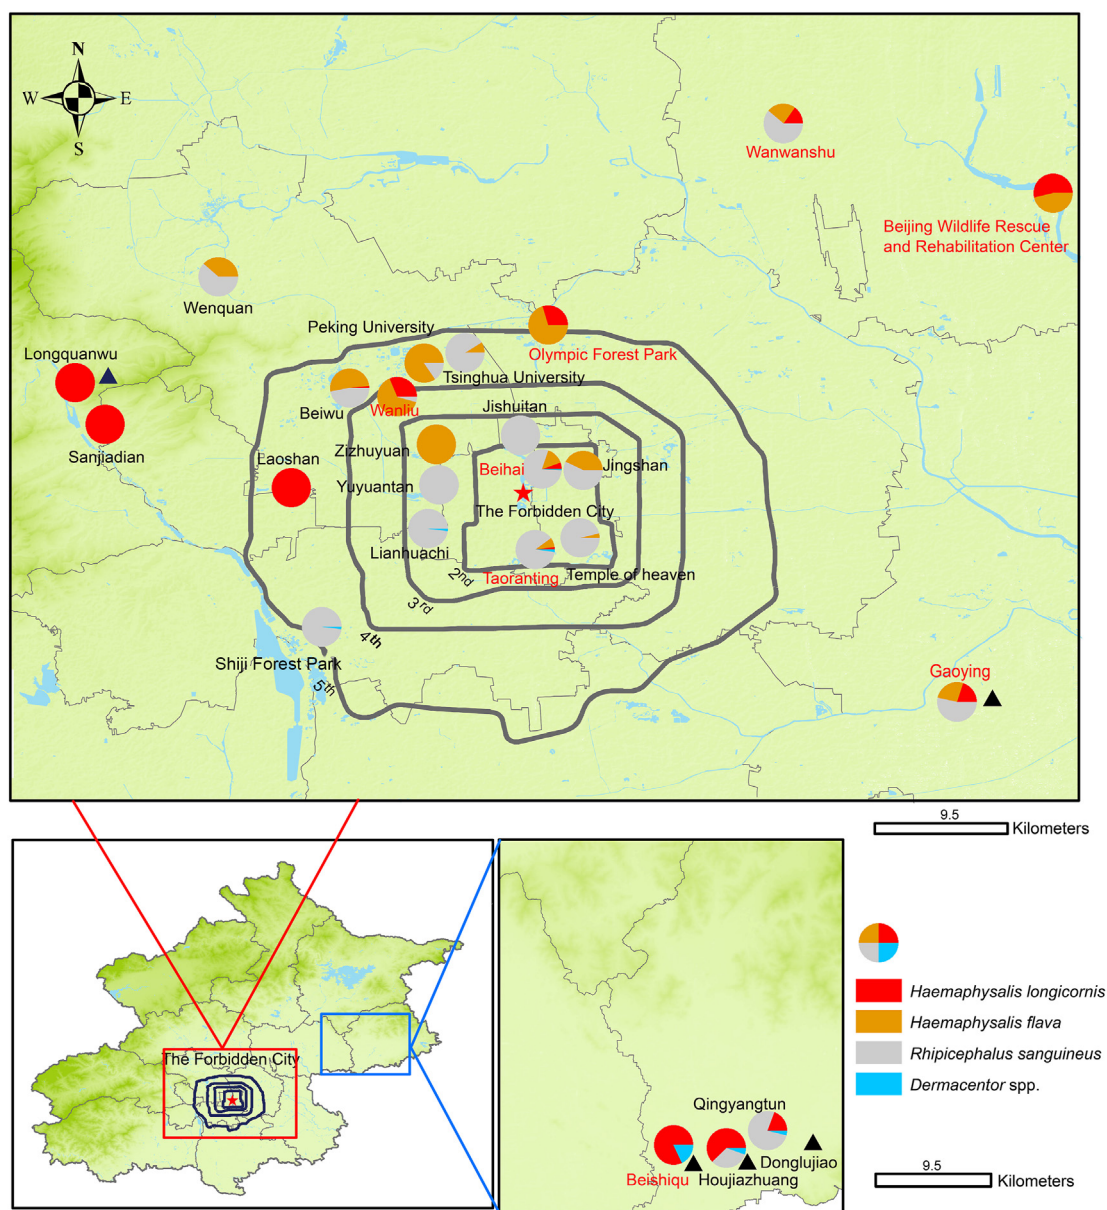 N
W
E
S
Wanwanshu
Beijing Wildlife Rescue
and Rehabilitation Center
Wenquan
Peking University
Olympic Forest Park
Longquanwu
Tsinghua University
Beiwu
Wanliu
Jishuitan
Sanjiadian
Zizhuyuan
Laoshan
Beihai
Jingshan
Yuyuantan
The Forbidden City
Lianhuachi
Taoranting
Temple of heaven
2nd
3rd
4th
5th
Shiji Forest Park
Gaoying
9.5
Kilometers
The Forbidden City
Haemaphysalis longicornis
Haemaphysalis flava
Rhipicephalus sanguineus
Dermacentor spp.
Qingyangtun
Donglujiao
Beishiqu
Houjiazhuang
9.5
Kilometers